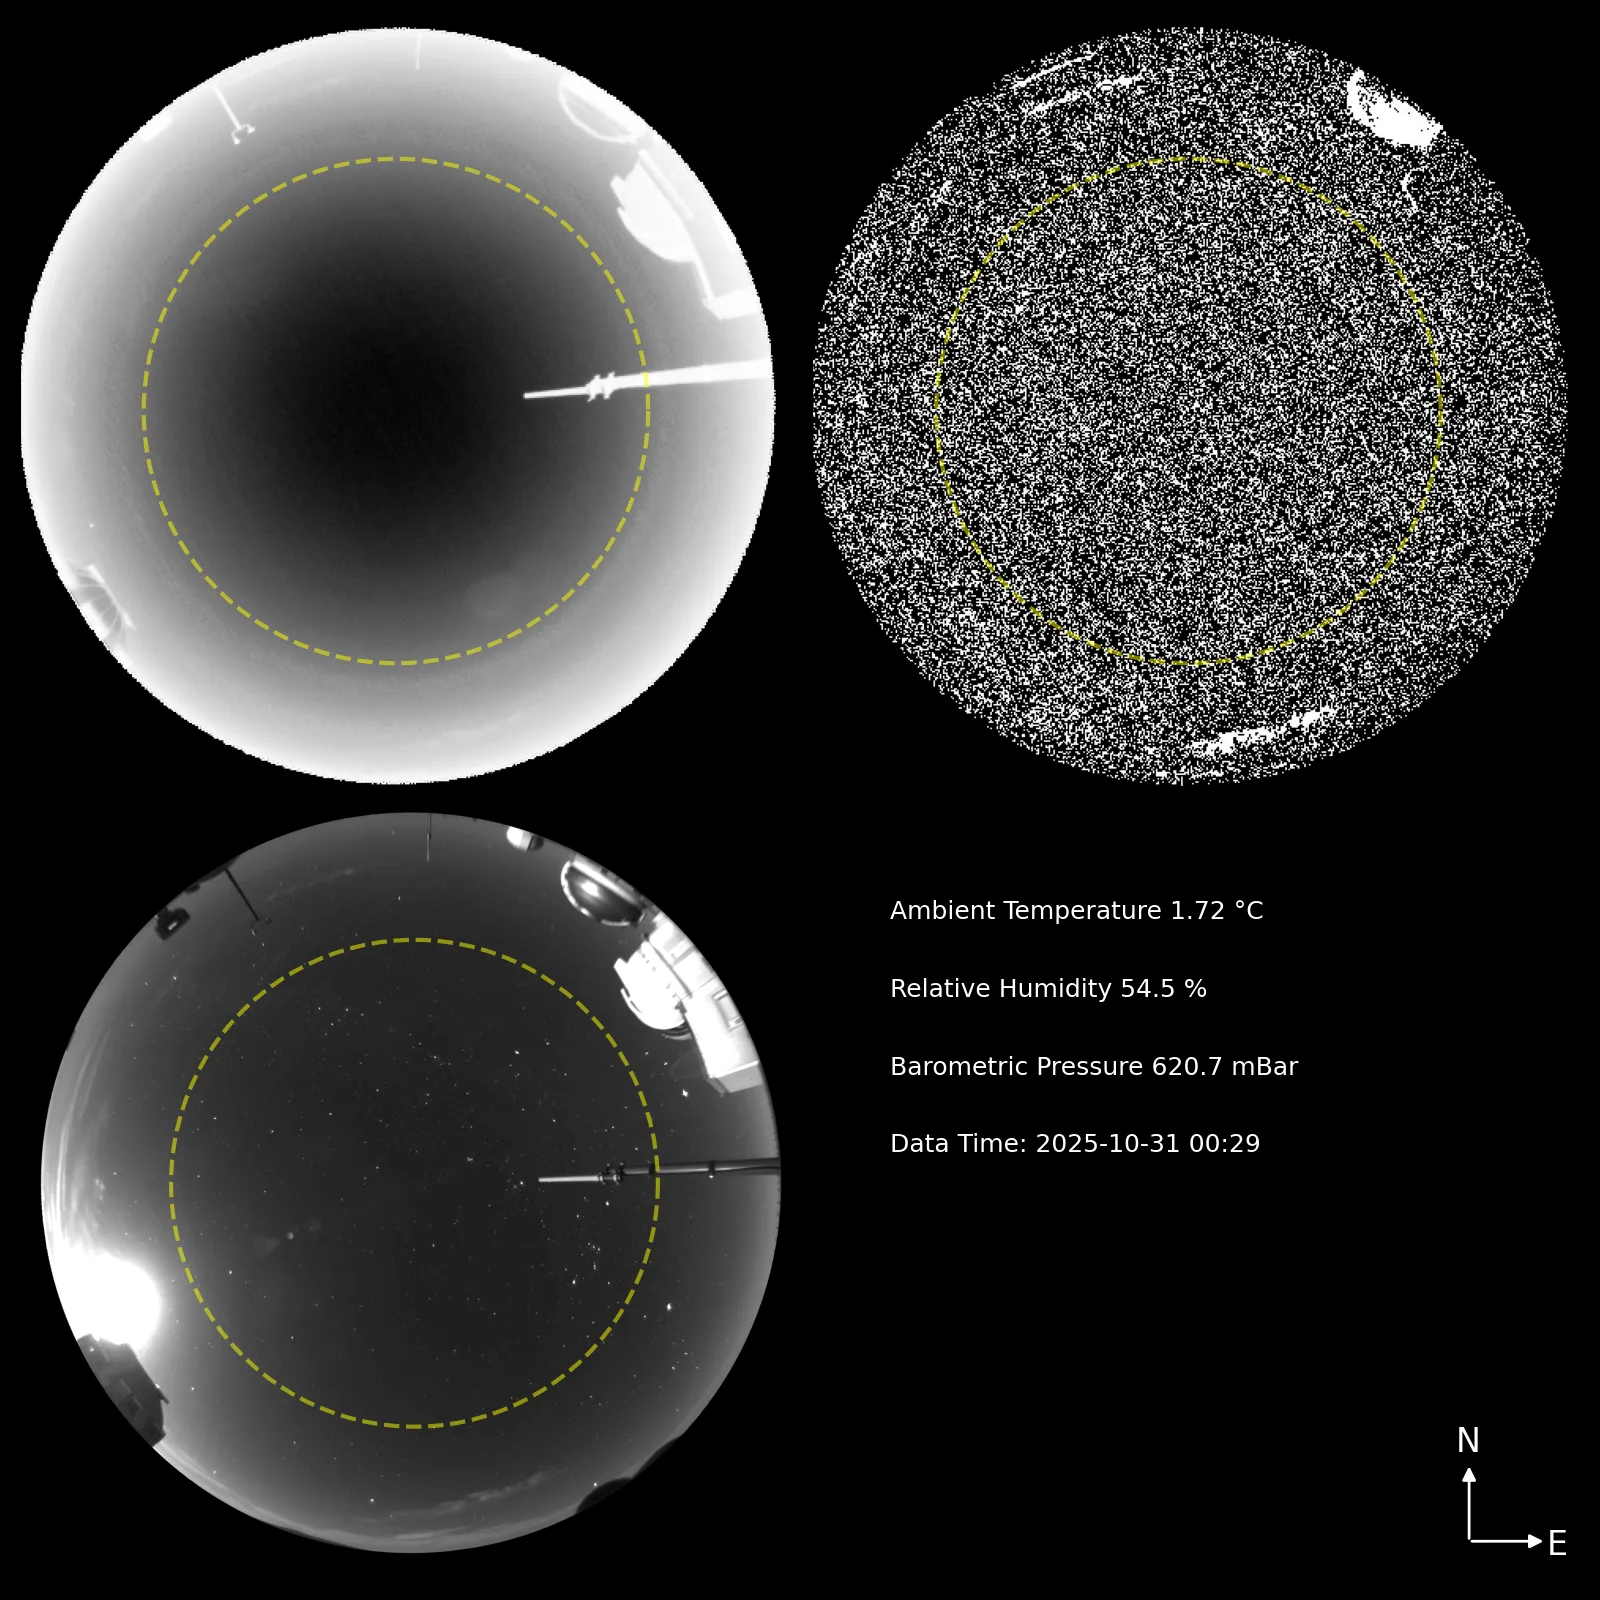 Ambient Temperature 1.72 °C
Relative Humidity 54.5 %
Barometric Pressure 620.7 mBar
Data Time: 2025-10-31 00:29
N
E